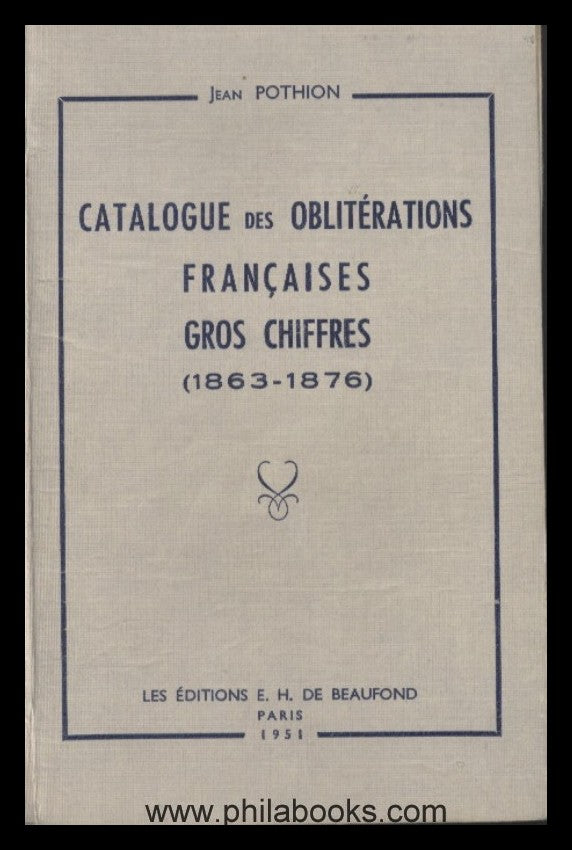 Jean POTHION
CATALOGUE DES OBLITÉRATIONS
FRANÇAISES
GROS CHIFFRES
(1863-1876)
LES ÉDITIONS E. H. DE BEAUFOND
PARIS
1951
www.philabooks.com